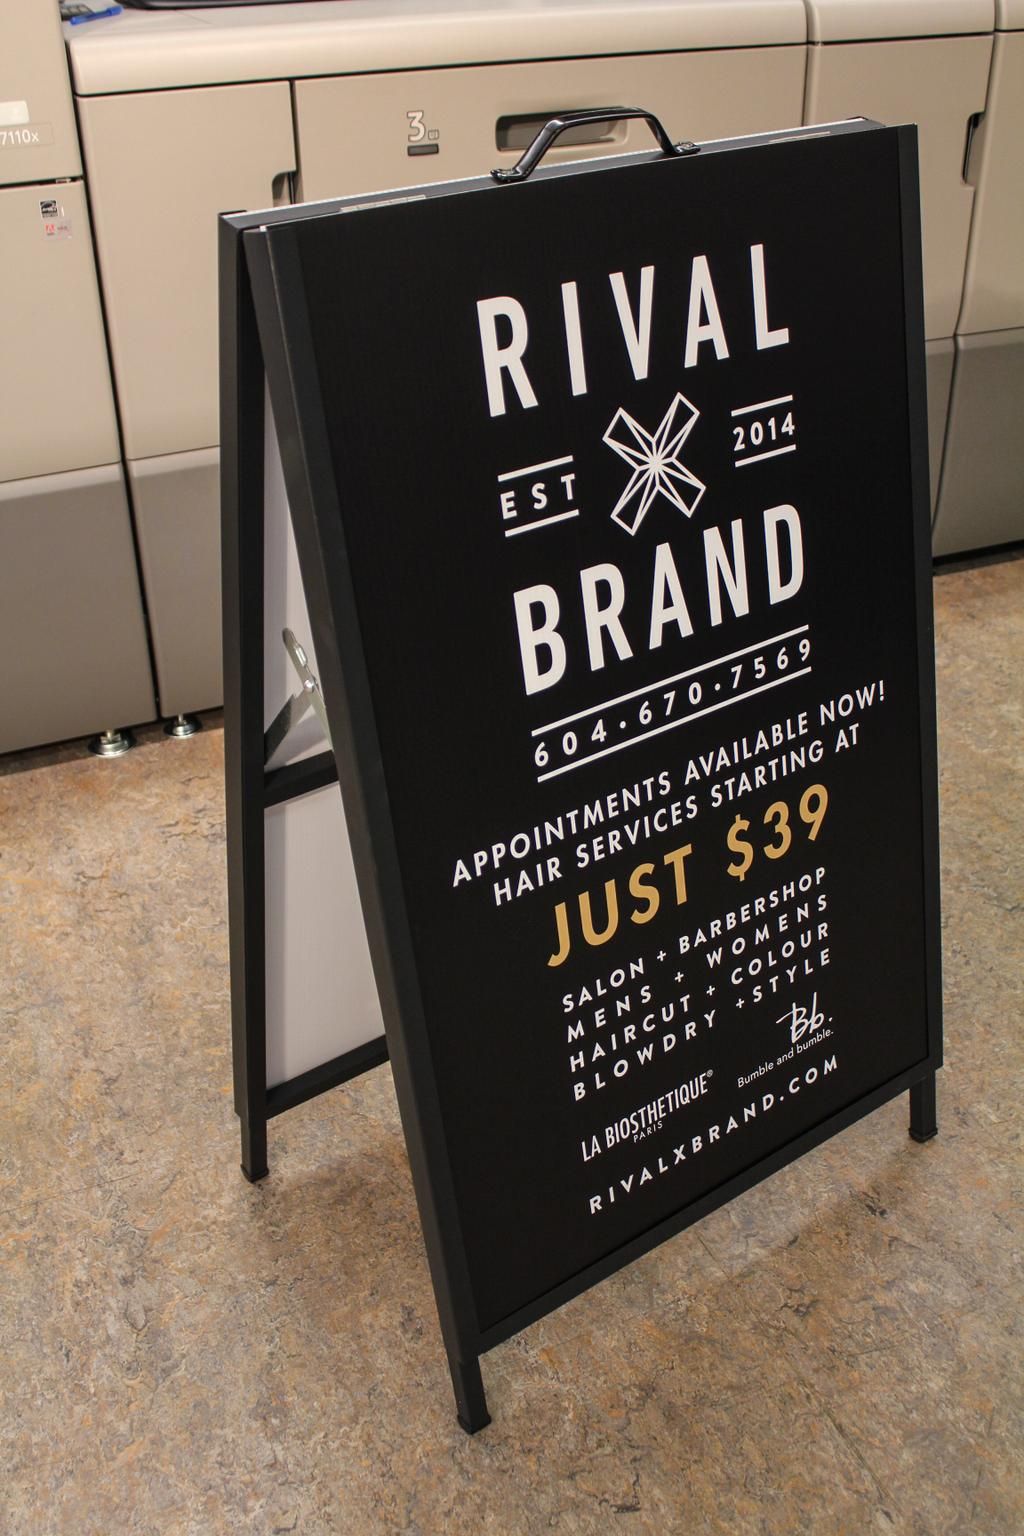 7110x
3
RIVAL
EST 2014
BRAND
604·670·7569
APPOINTMENTS AVAILABLE NOW!
HAIR SERVICES STARTING AT
JUST $39
SALON + BARBERSHOP
MENS + WOMENS
HAIRCUT + COLOUR
BLOWDRY + STYLE
Bb.
Bumble and bumble.
LA BIOSTHETIQUE®
PARIS
RIVALXBRAND.COM